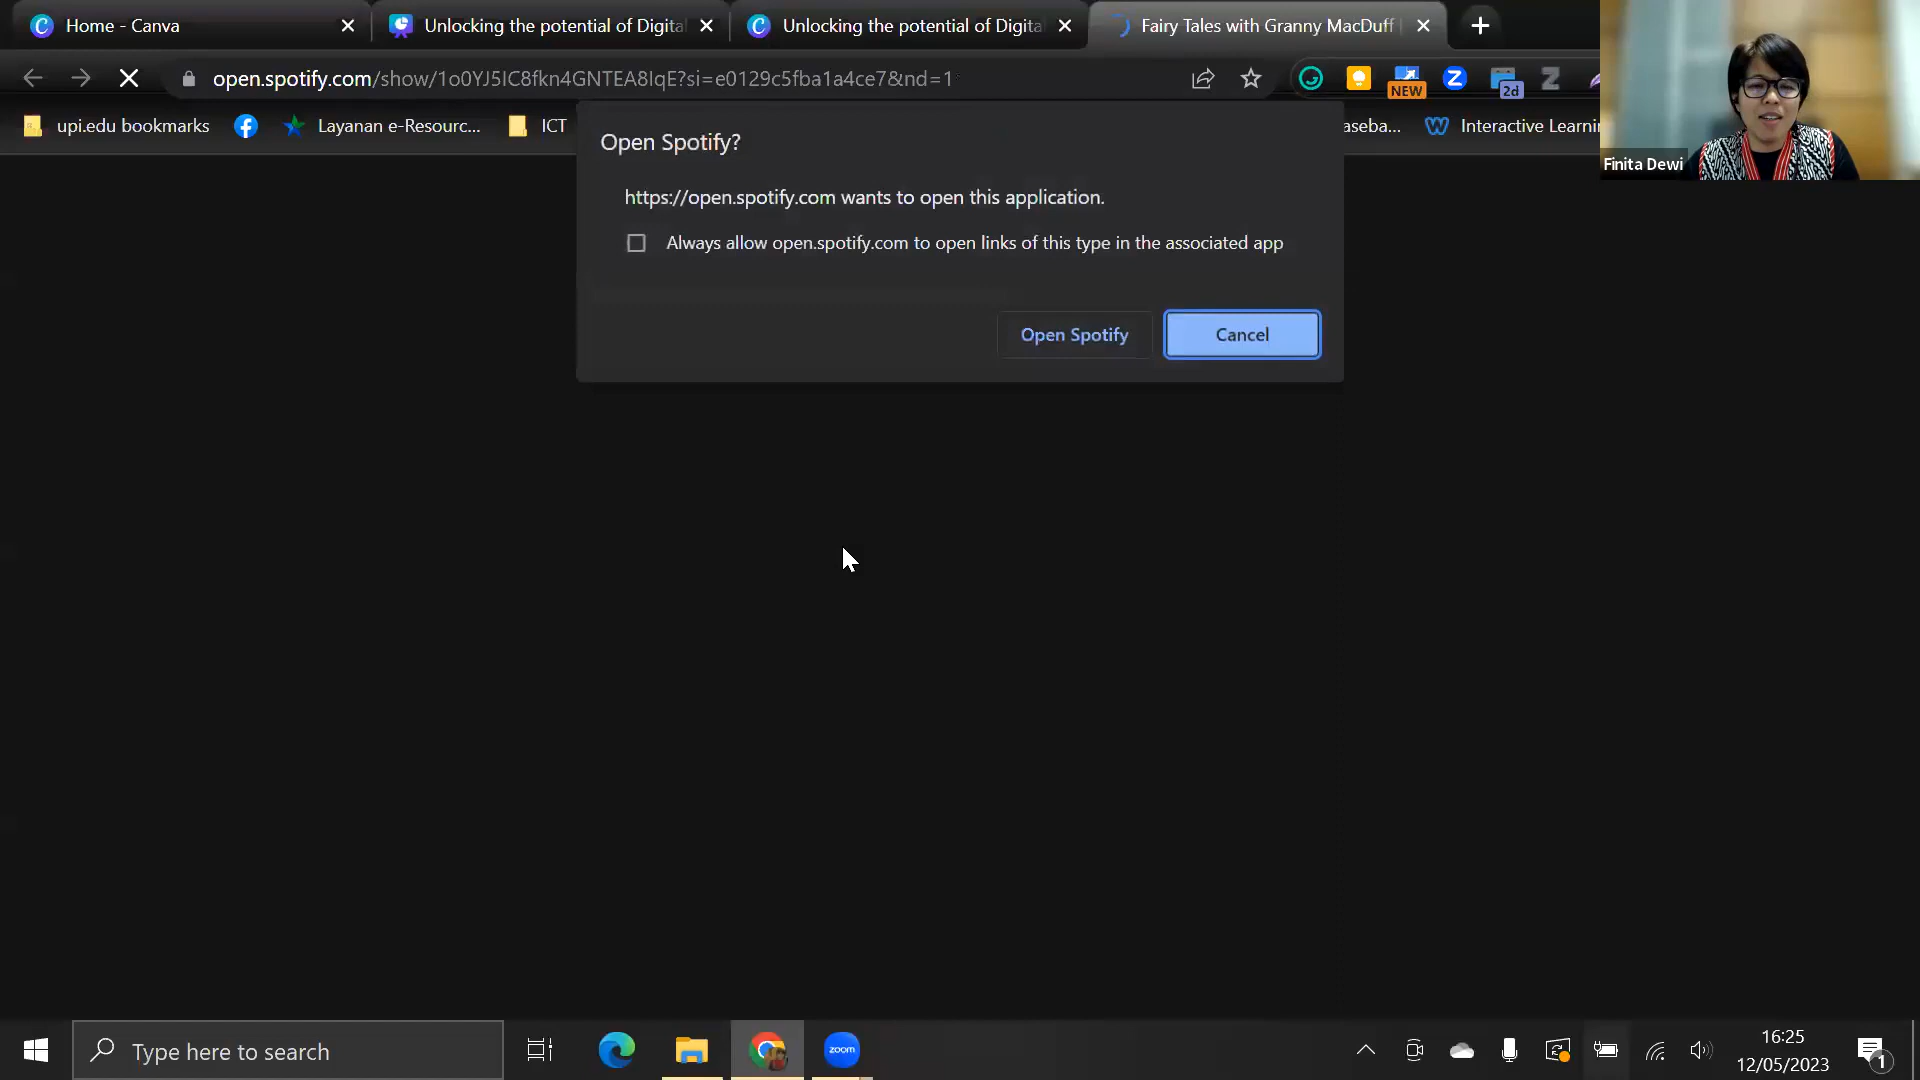 Home - Canva
Unlocking the potential of Digita
Unlocking the potential of Digita
Fairy Tales with Granny MacDuff
open.spotify.com/show/1o0YJ5IC8fkn4GNTEA8IqE?si=e0129c5fba1a4ce7&nd=1
NEW
2d
upi.edu bookmarks
Layanan e-Resourc...
ICT
aseba...
Interactive Learni
Finita Dewi
Open Spotify?
https://open.spotify.com wants to open this application.
Always allow open.spotify.com to open links of this type in the associated app
Open Spotify
Cancel
Type here to search
zoom
16:25
12/05/2023
1